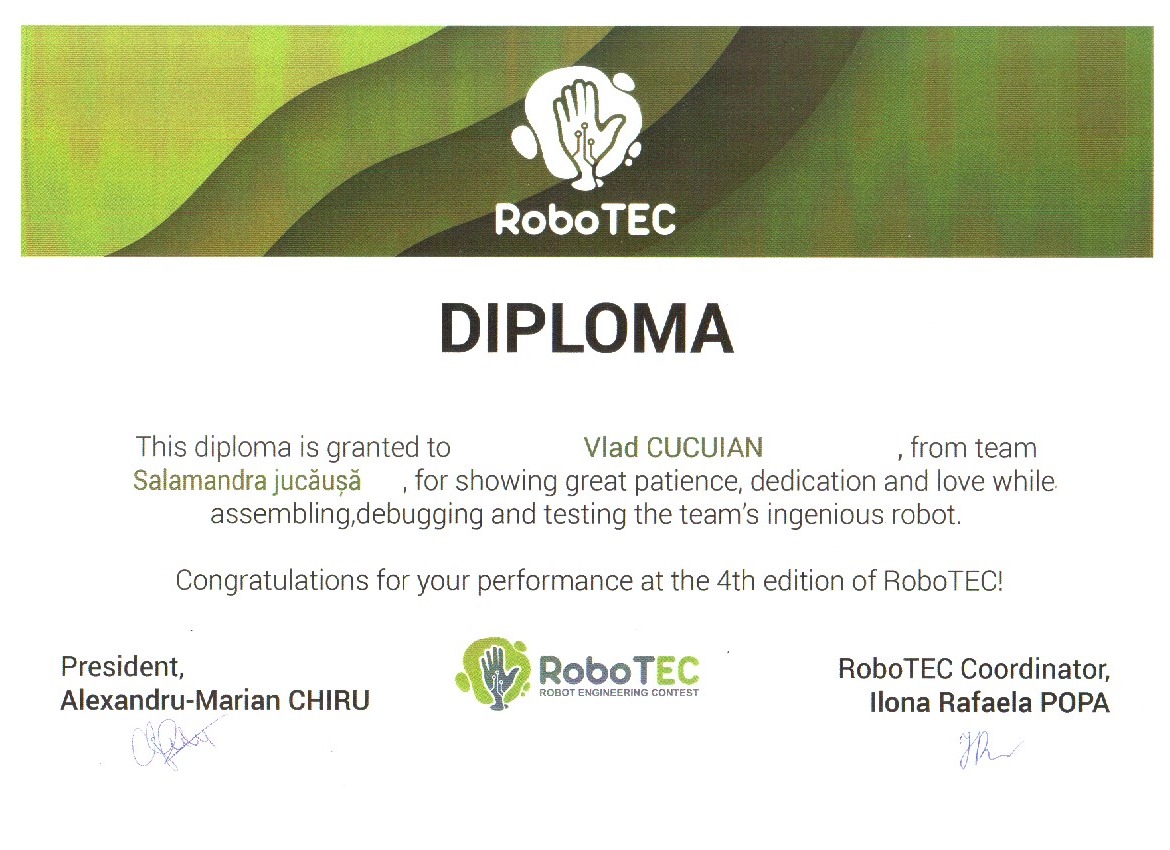 RoboTEC
DIPLOMA
This diploma is granted to Vlad CUCUIAN , from team
Salamandra jucăușă , for showing great patience, dedication and love while
assembling,debugging and testing the team's ingenious robot.
Congratulations for your performance at the 4th edition of RoboTEC!
President,
Alexandru-Marian CHIRU
RoboTEC
ROBOT ENGINEERING CONTEST
RoboTEC Coordinator,
Ilona Rafaela POPA